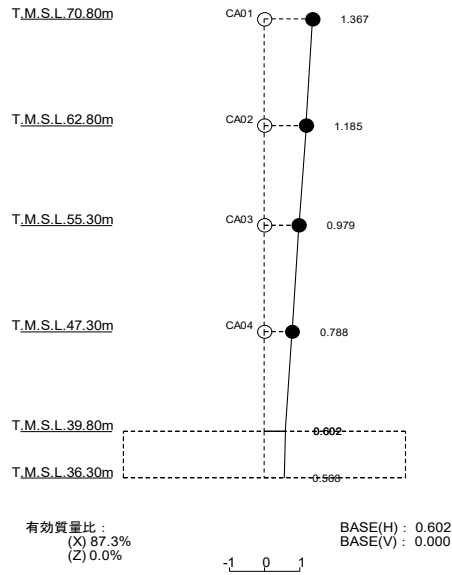 T.M.S.L.70.80m CA01 1.367
T.M.S.L.62.80m CA02 1.185
T.M.S.L.55.30m CA03 0.979
T.M.S.L.47.30m CA04 0.788
T.M.S.L.39.80m 0.602
T.M.S.L.36.30m
有効質量比 : BASE(H) : 0.602
(X) 87.3% BASE(V) : 0.000
(Z) 0.0%
-1 0 1